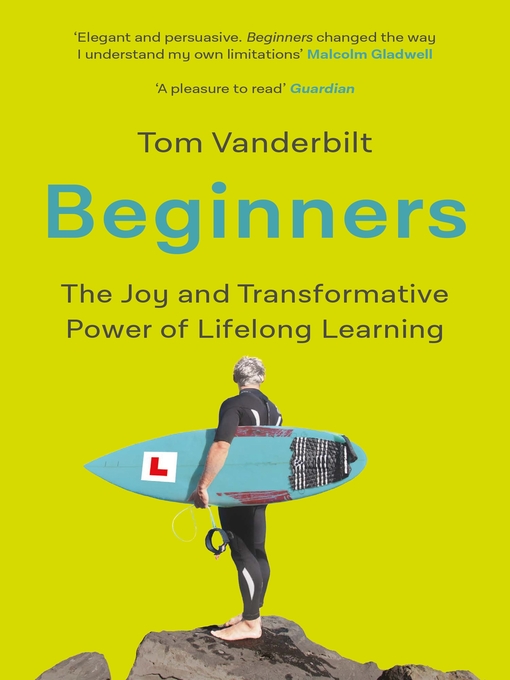 ‘Elegant and persuasive. Beginners changed the way
I understand my own limitations’ Malcolm Gladwell
‘A pleasure to read’ Guardian
Tom Vanderbilt
Beginners
The Joy and Transformative
Power of Lifelong Learning
L